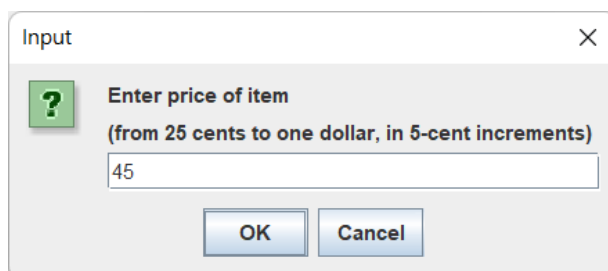 Input
Enter price of item
(from 25 cents to one dollar, in 5-cent increments)
45
OK Cancel